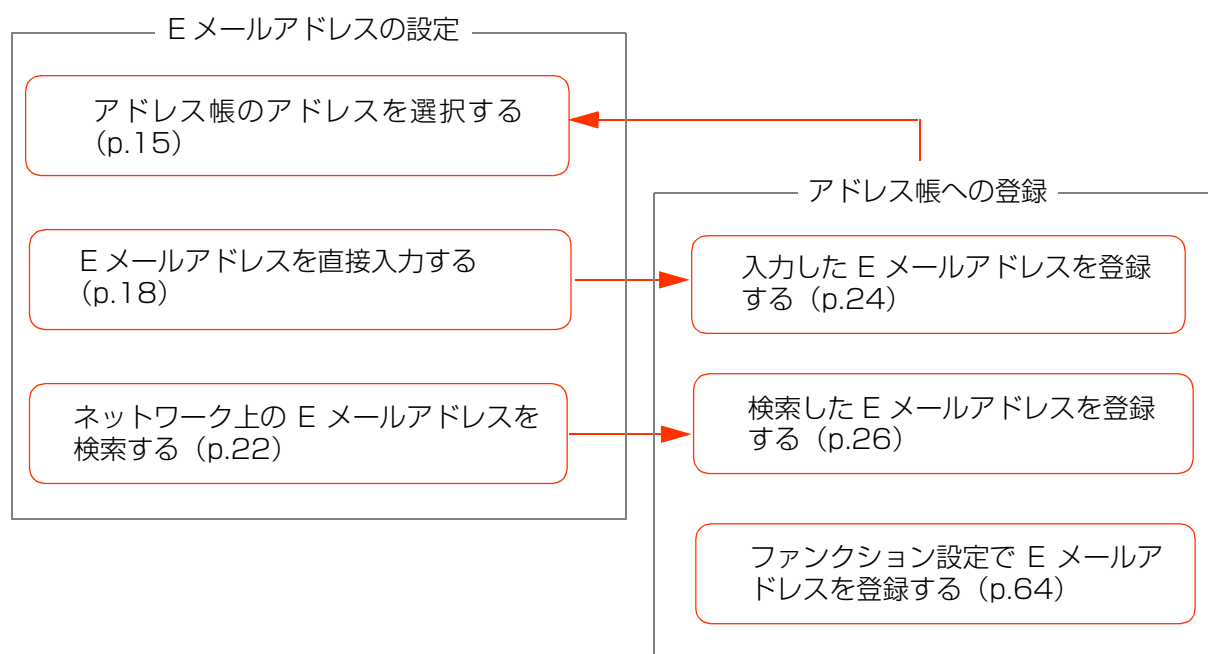 E メールアドレスの設定
アドレス帳のアドレスを選択する
(p.15)
E メールアドレスを直接入力する
(p.18)
ネットワーク上の E メールアドレスを
検索する（p.22）
アドレス帳への登録
入力した E メールアドレスを登録
する（p.24）
検索した E メールアドレスを登録
する（p.26）
ファンクション設定で E メールア
ドレスを登録する（p.64）